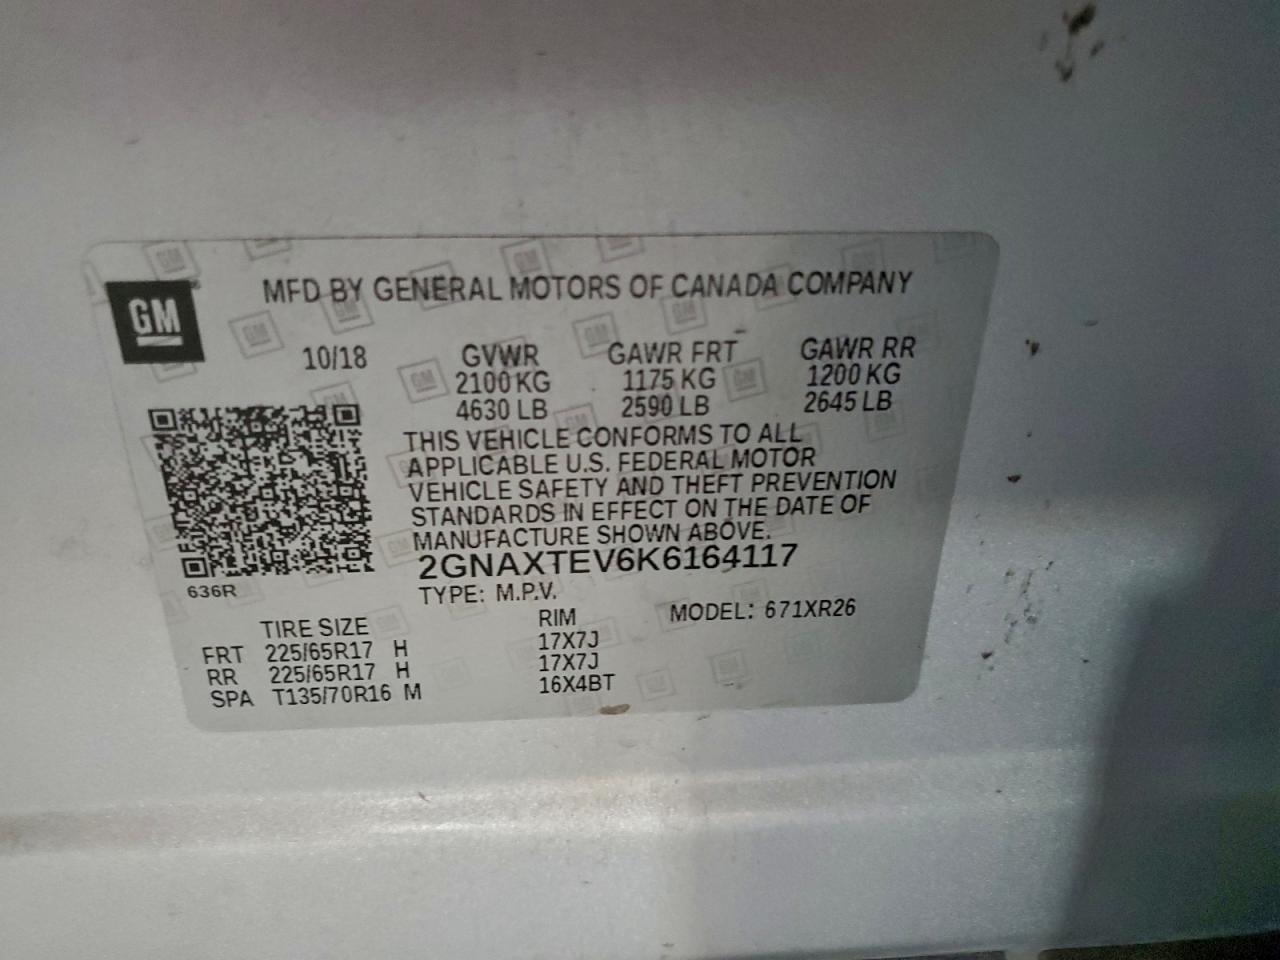 MFD BY GENERAL MOTORS OF CANADA COMPANY
GM
10/18 GVWR GAWR FRT GAWR RR
2100 KG 1175 KG 1200 KG
4630 LB 2590 LB 2645 LB
THIS VEHICLE CONFORMS TO ALL
APPLICABLE U.S. FEDERAL MOTOR
VEHICLE SAFETY AND THEFT PREVENTION
STANDARDS IN EFFECT ON THE DATE OF
MANUFACTURE SHOWN ABOVE.
2GNAXTEV6K6164117
636R
TYPE: M.P.V.
TIRE SIZE RIM MODEL: 671XR26
FRT 225/65R17 H 17X7J
RR 225/65R17 H 17X7J
SPA T135/70R16 M 16X4BT